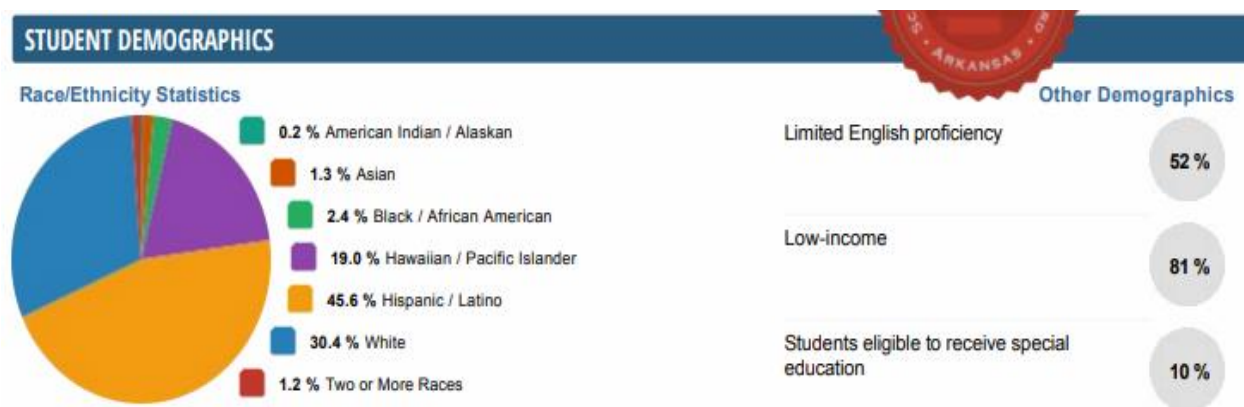 STUDENT DEMOGRAPHICS
ARKANSAS
Race/Ethnicity Statistics
0.2 % American Indian / Alaskan
1.3 % Asian
2.4 % Black / African American
19.0 % Hawaiian / Pacific Islander
45.6 % Hispanic / Latino
30.4 % White
1.2 % Two or More Races
Other Demographics
Limited English proficiency
52 %
Low-income
81 %
Students eligible to receive special
education
10 %